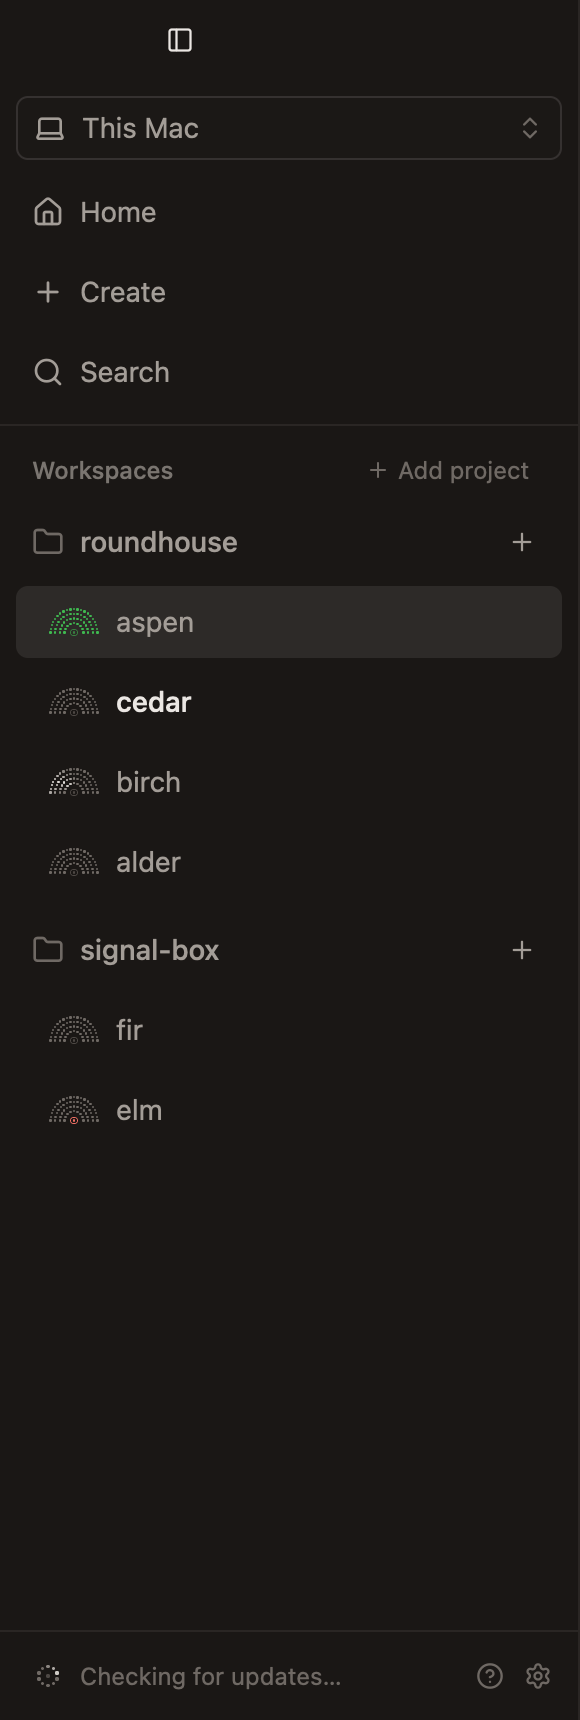 This Mac
Home
Create
Search
Workspaces
Add project
roundhouse
aspen
cedar
birch
alder
signal-box
fir
elm
Checking for updates...